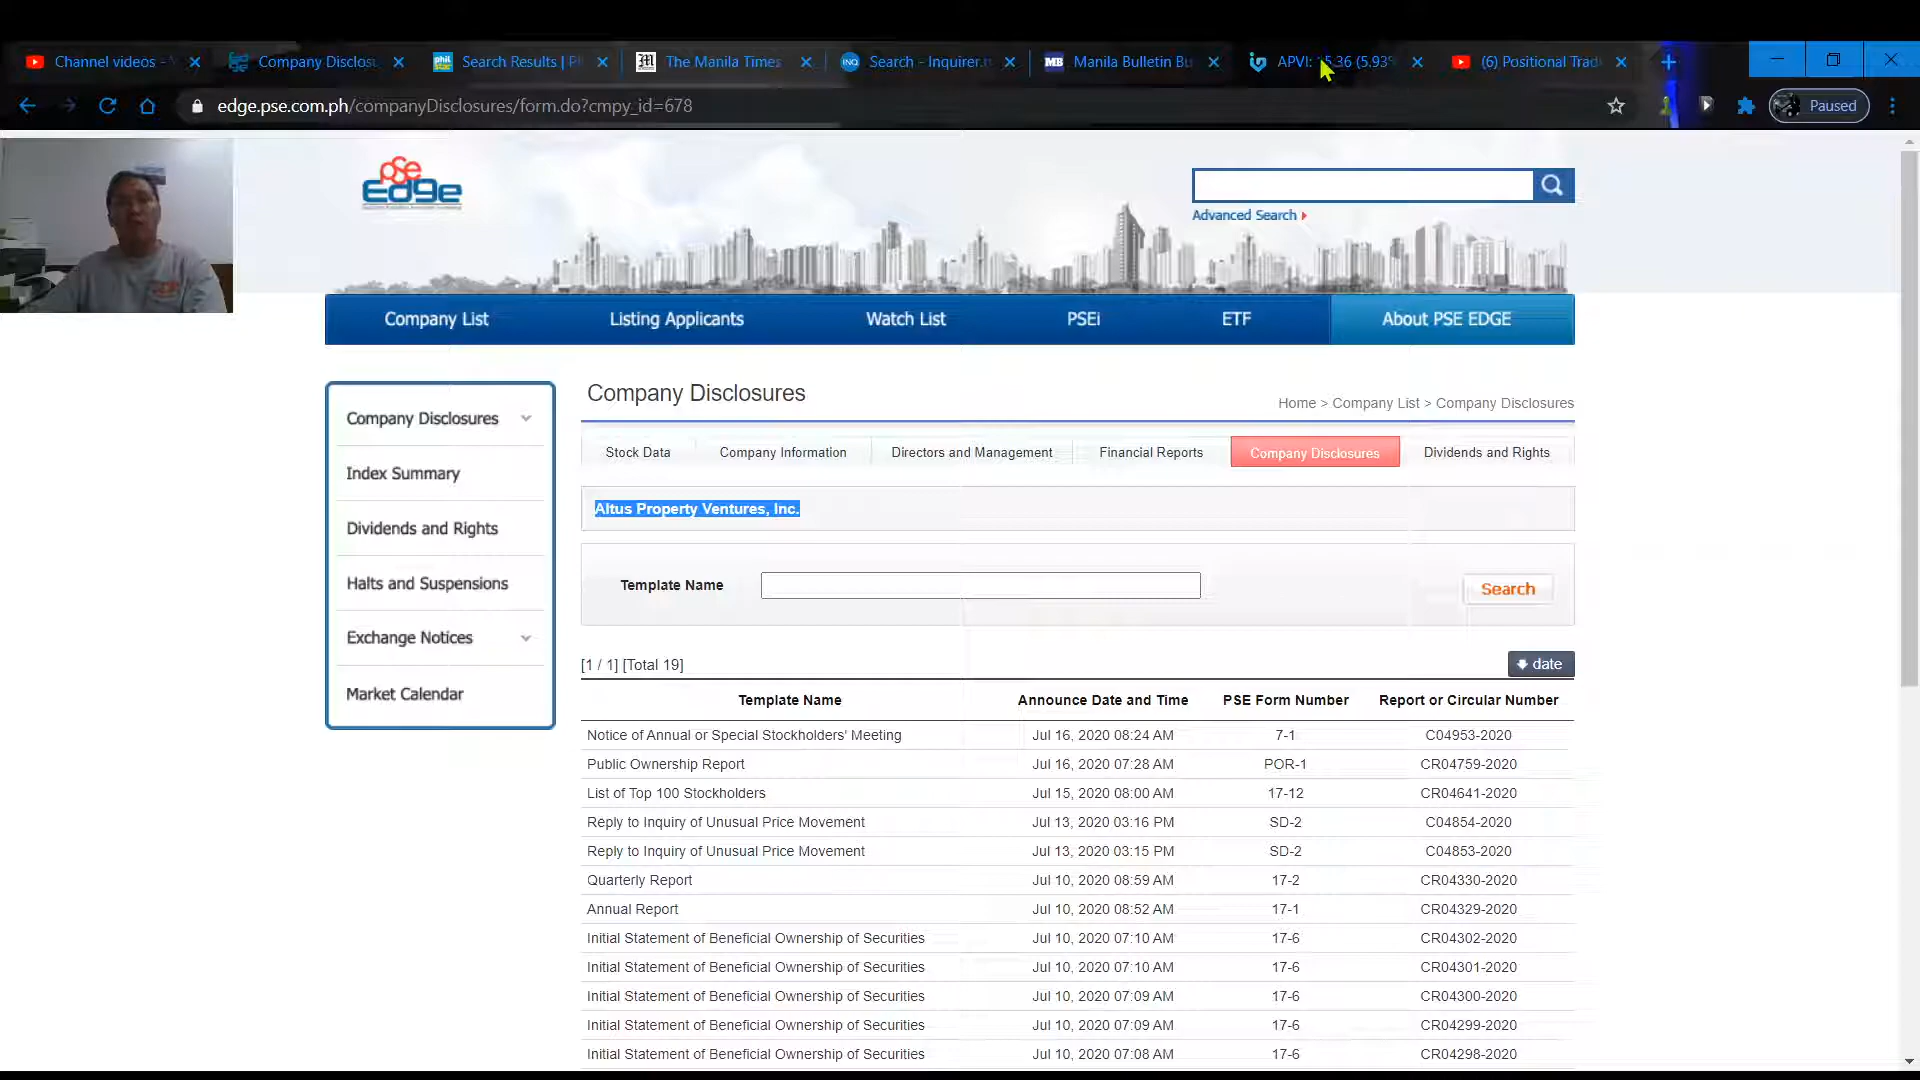 Channel videos -
Company Disclosu
Search Results | P
The Manila Times
Search - Inquirer.n
Manila Bulletin Bu
APVI: 5.36 (5.93%
(6) Positional Trad
edge.pse.com.ph/companyDisclosures/form.do?cmpy_id=678
Paused
PSE
Edge
Advanced Search
Company List
Listing Applicants
Watch List
PSEi
ETF
About PSE EDGE
Company Disclosures
Index Summary
Dividends and Rights
Halts and Suspensions
Exchange Notices
Market Calendar
Company Disclosures
Home > Company List > Company Disclosures
Stock Data
Company Information
Directors and Management
Financial Reports
Company Disclosures
Dividends and Rights
Altus Property Ventures, Inc.
Template Name
Search
[1 / 1] [Total 19]
date
Template Name Announce Date and Time PSE Form Number Report or Circular Number
Notice of Annual or Special Stockholders' Meeting Jul 16, 2020 08:24 AM 7-1 C04953-2020
Public Ownership Report Jul 16, 2020 07:28 AM POR-1 CR04759-2020
List of Top 100 Stockholders Jul 15, 2020 08:00 AM 17-12 CR04641-2020
Reply to Inquiry of Unusual Price Movement Jul 13, 2020 03:16 PM SD-2 C04854-2020
Reply to Inquiry of Unusual Price Movement Jul 13, 2020 03:15 PM SD-2 C04853-2020
Quarterly Report Jul 10, 2020 08:59 AM 17-2 CR04330-2020
Annual Report Jul 10, 2020 08:52 AM 17-1 CR04329-2020
Initial Statement of Beneficial Ownership of Securities Jul 10, 2020 07:10 AM 17-6 CR04302-2020
Initial Statement of Beneficial Ownership of Securities Jul 10, 2020 07:10 AM 17-6 CR04301-2020
Initial Statement of Beneficial Ownership of Securities Jul 10, 2020 07:09 AM 17-6 CR04300-2020
Initial Statement of Beneficial Ownership of Securities Jul 10, 2020 07:09 AM 17-6 CR04299-2020
Initial Statement of Beneficial Ownership of Securities Jul 10, 2020 07:08 AM 17-6 CR04298-2020